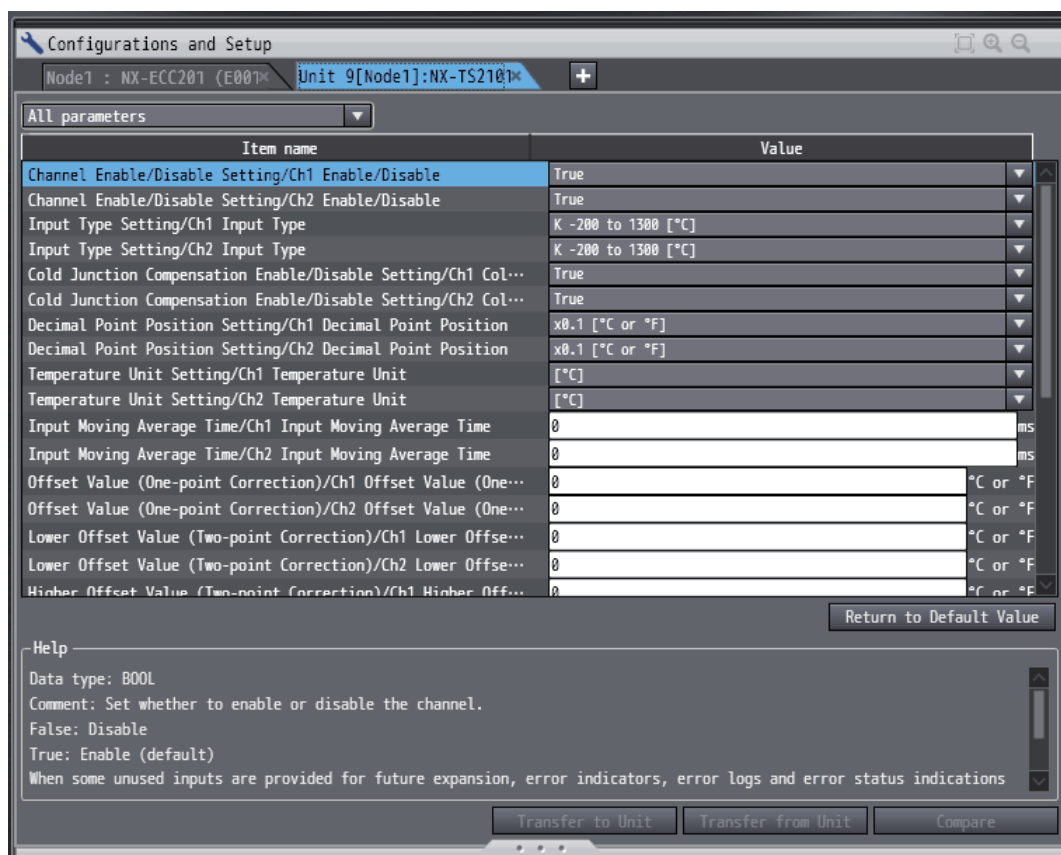 Configurations and Setup
Node1 : NX-ECC201 (E001
Unit 9[Node1]:NX-TS2101
All parameters
Item name Value
Channel Enable/Disable Setting/Ch1 Enable/Disable True
Channel Enable/Disable Setting/Ch2 Enable/Disable True
Input Type Setting/Ch1 Input Type K -200 to 1300 [°C]
Input Type Setting/Ch2 Input Type K -200 to 1300 [°C]
Cold Junction Compensation Enable/Disable Setting/Ch1 Col··· True
Cold Junction Compensation Enable/Disable Setting/Ch2 Col··· True
Decimal Point Position Setting/Ch1 Decimal Point Position x0.1 [°C or °F]
Decimal Point Position Setting/Ch2 Decimal Point Position x0.1 [°C or °F]
Temperature Unit Setting/Ch1 Temperature Unit [°C]
Temperature Unit Setting/Ch2 Temperature Unit [°C]
Input Moving Average Time/Ch1 Input Moving Average Time 0 ms
Input Moving Average Time/Ch2 Input Moving Average Time 0 ms
Offset Value (One-point Correction)/Ch1 Offset Value (One··· 0 °C or °F
Offset Value (One-point Correction)/Ch2 Offset Value (One··· 0 °C or °F
Lower Offset Value (Two-point Correction)/Ch1 Lower Offse··· 0 °C or °F
Lower Offset Value (Two-point Correction)/Ch2 Lower Offse··· 0 °C or °F
Higher Offset Value (Two-point Correction)/Ch1 Higher Off··· 0 °C or °F
Return to Default Value
Help
Data type: BOOL
Comment: Set whether to enable or disable the channel.
False: Disable
True: Enable (default)
When some unused inputs are provided for future expansion, error indicators, error logs and error status indications
Transfer to Unit Transfer from Unit Compare